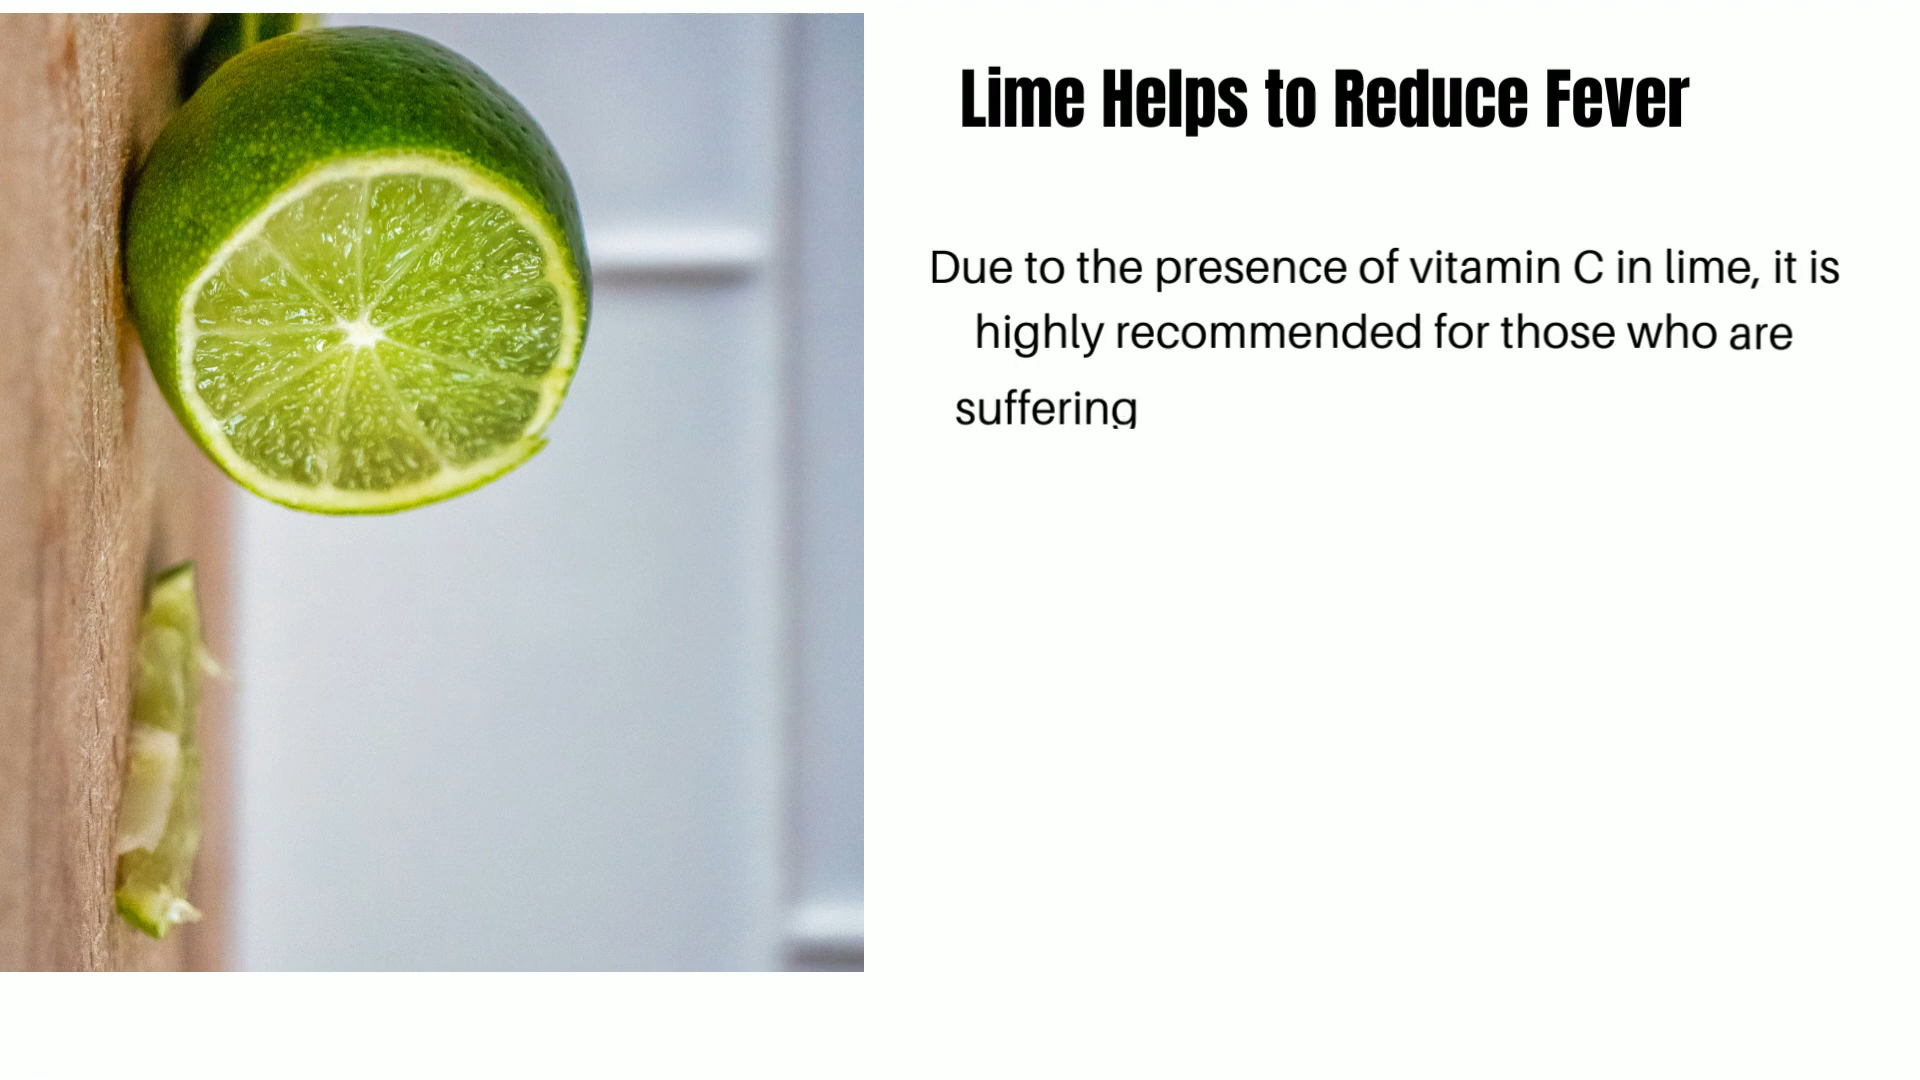 Lime Helps to Reduce Fever
Due to the presence of vitamin C in lime, it is
highly recommended for those who are
suffering